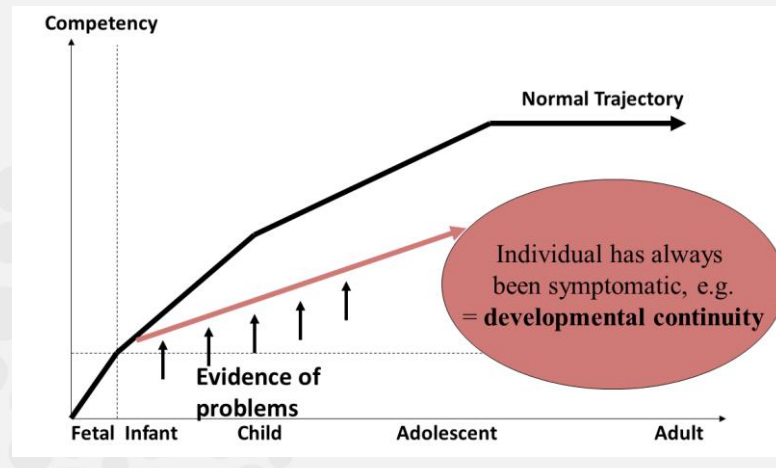 Competency
Normal Trajectory
Individual has always
been symptomatic, e.g.
= developmental continuity
Evidence of
problems
Fetal Infant Child Adolescent Adult